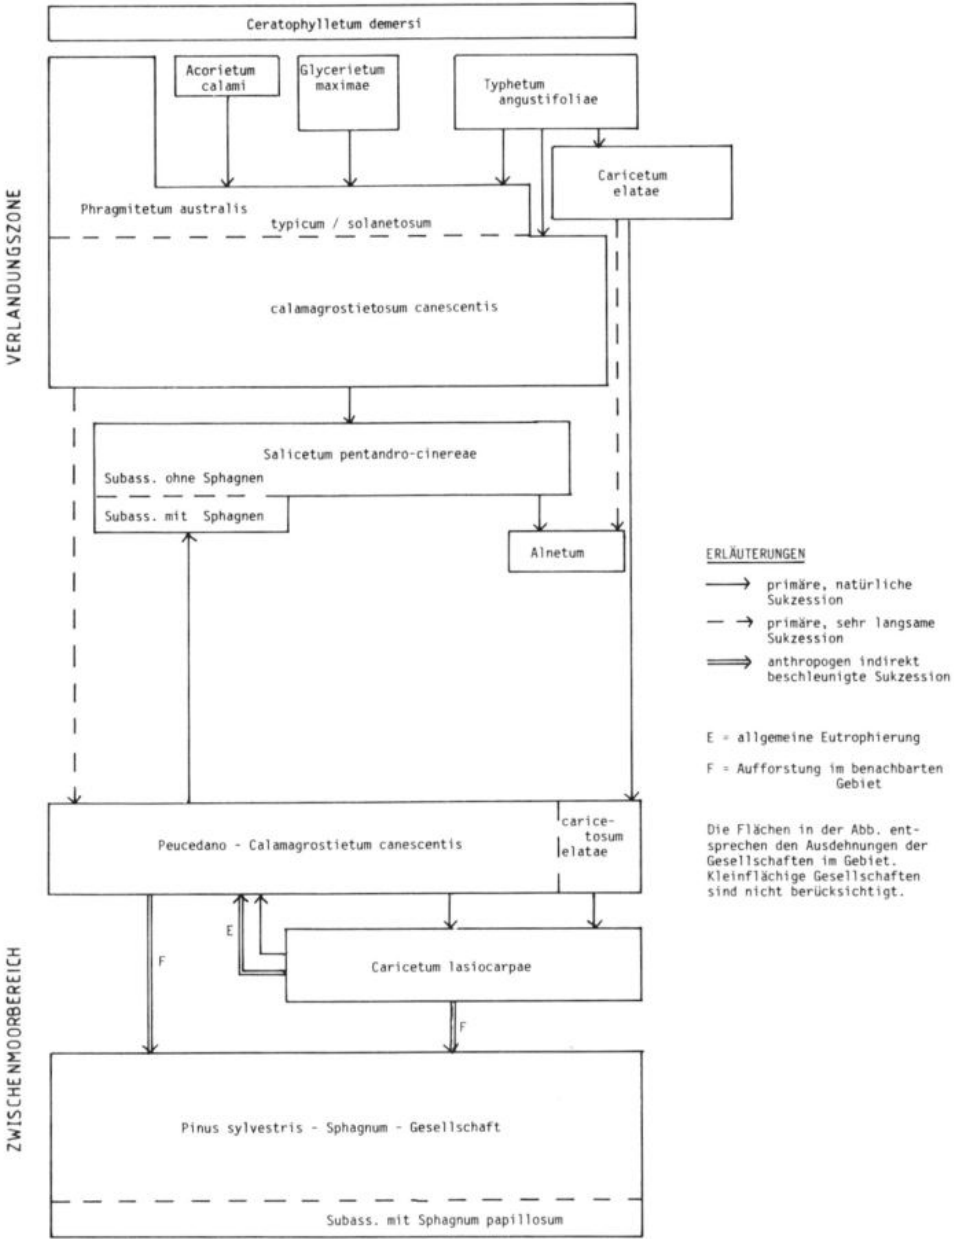 Ceratophylletum demersi
Acorietum
calami
Glycerietum
maximae
Typhetum
angustifoliae
Caricetum
elatae
VERLANDUNGSZONE
Phragmitetum australis
typicum / solanetosum
calamagrostietosum canescentis
Salicetum pentandro-cinereae
Subass. ohne Sphagnen
Subass. mit Sphagnen
Alnetum
ERLÄUTERUNGEN
primäre, natürliche
Sukzession
primäre, sehr langsame
Sukzession
anthropogen indirekt
beschleunigte Sukzession
E = allgemeine Eutrophierung
F = Aufforstung im benachbarten
Gebiet
Die Flächen in der Abb. ent-
sprechen den Ausdehnungen der
Gesellschaften im Gebiet.
Kleinflächige Gesellschaften
sind nicht berücksichtigt.
Peucedano - Calamagrostietum canescentis
carice-
tosum
elatae
ZWISCHENMOORBEREICH
E
F
Caricetum lasiocarpae
F
Pinus sylvestris - Sphagnum - Gesellschaft
Subass. mit Sphagnum papillosum